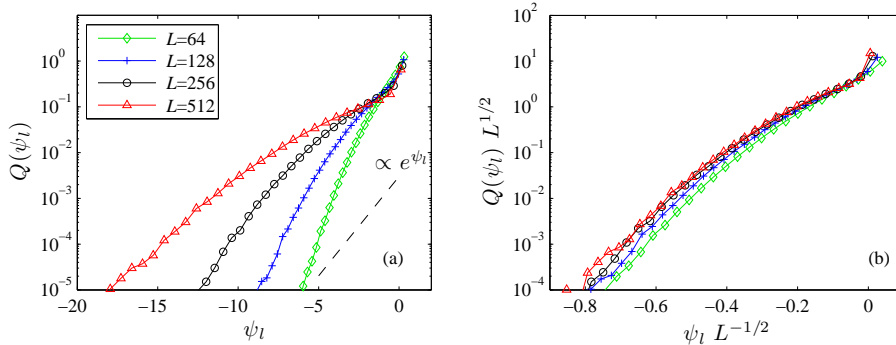 L=64
L=128
L=256
L=512
10^0
10^{-1}
10^{-2}
10^{-3}
10^{-4}
10^{-5}
Q(ψ_l)
∝ e^{ψ_l}
(a)
−20 −15 −10 −5 0
ψ_l
10^2
10^1
10^0
10^{-1}
10^{-2}
10^{-3}
10^{-4}
Q(ψ_l) L^{1/2}
(b)
−0.8 −0.6 −0.4 −0.2 0
ψ_l L^{−1/2}